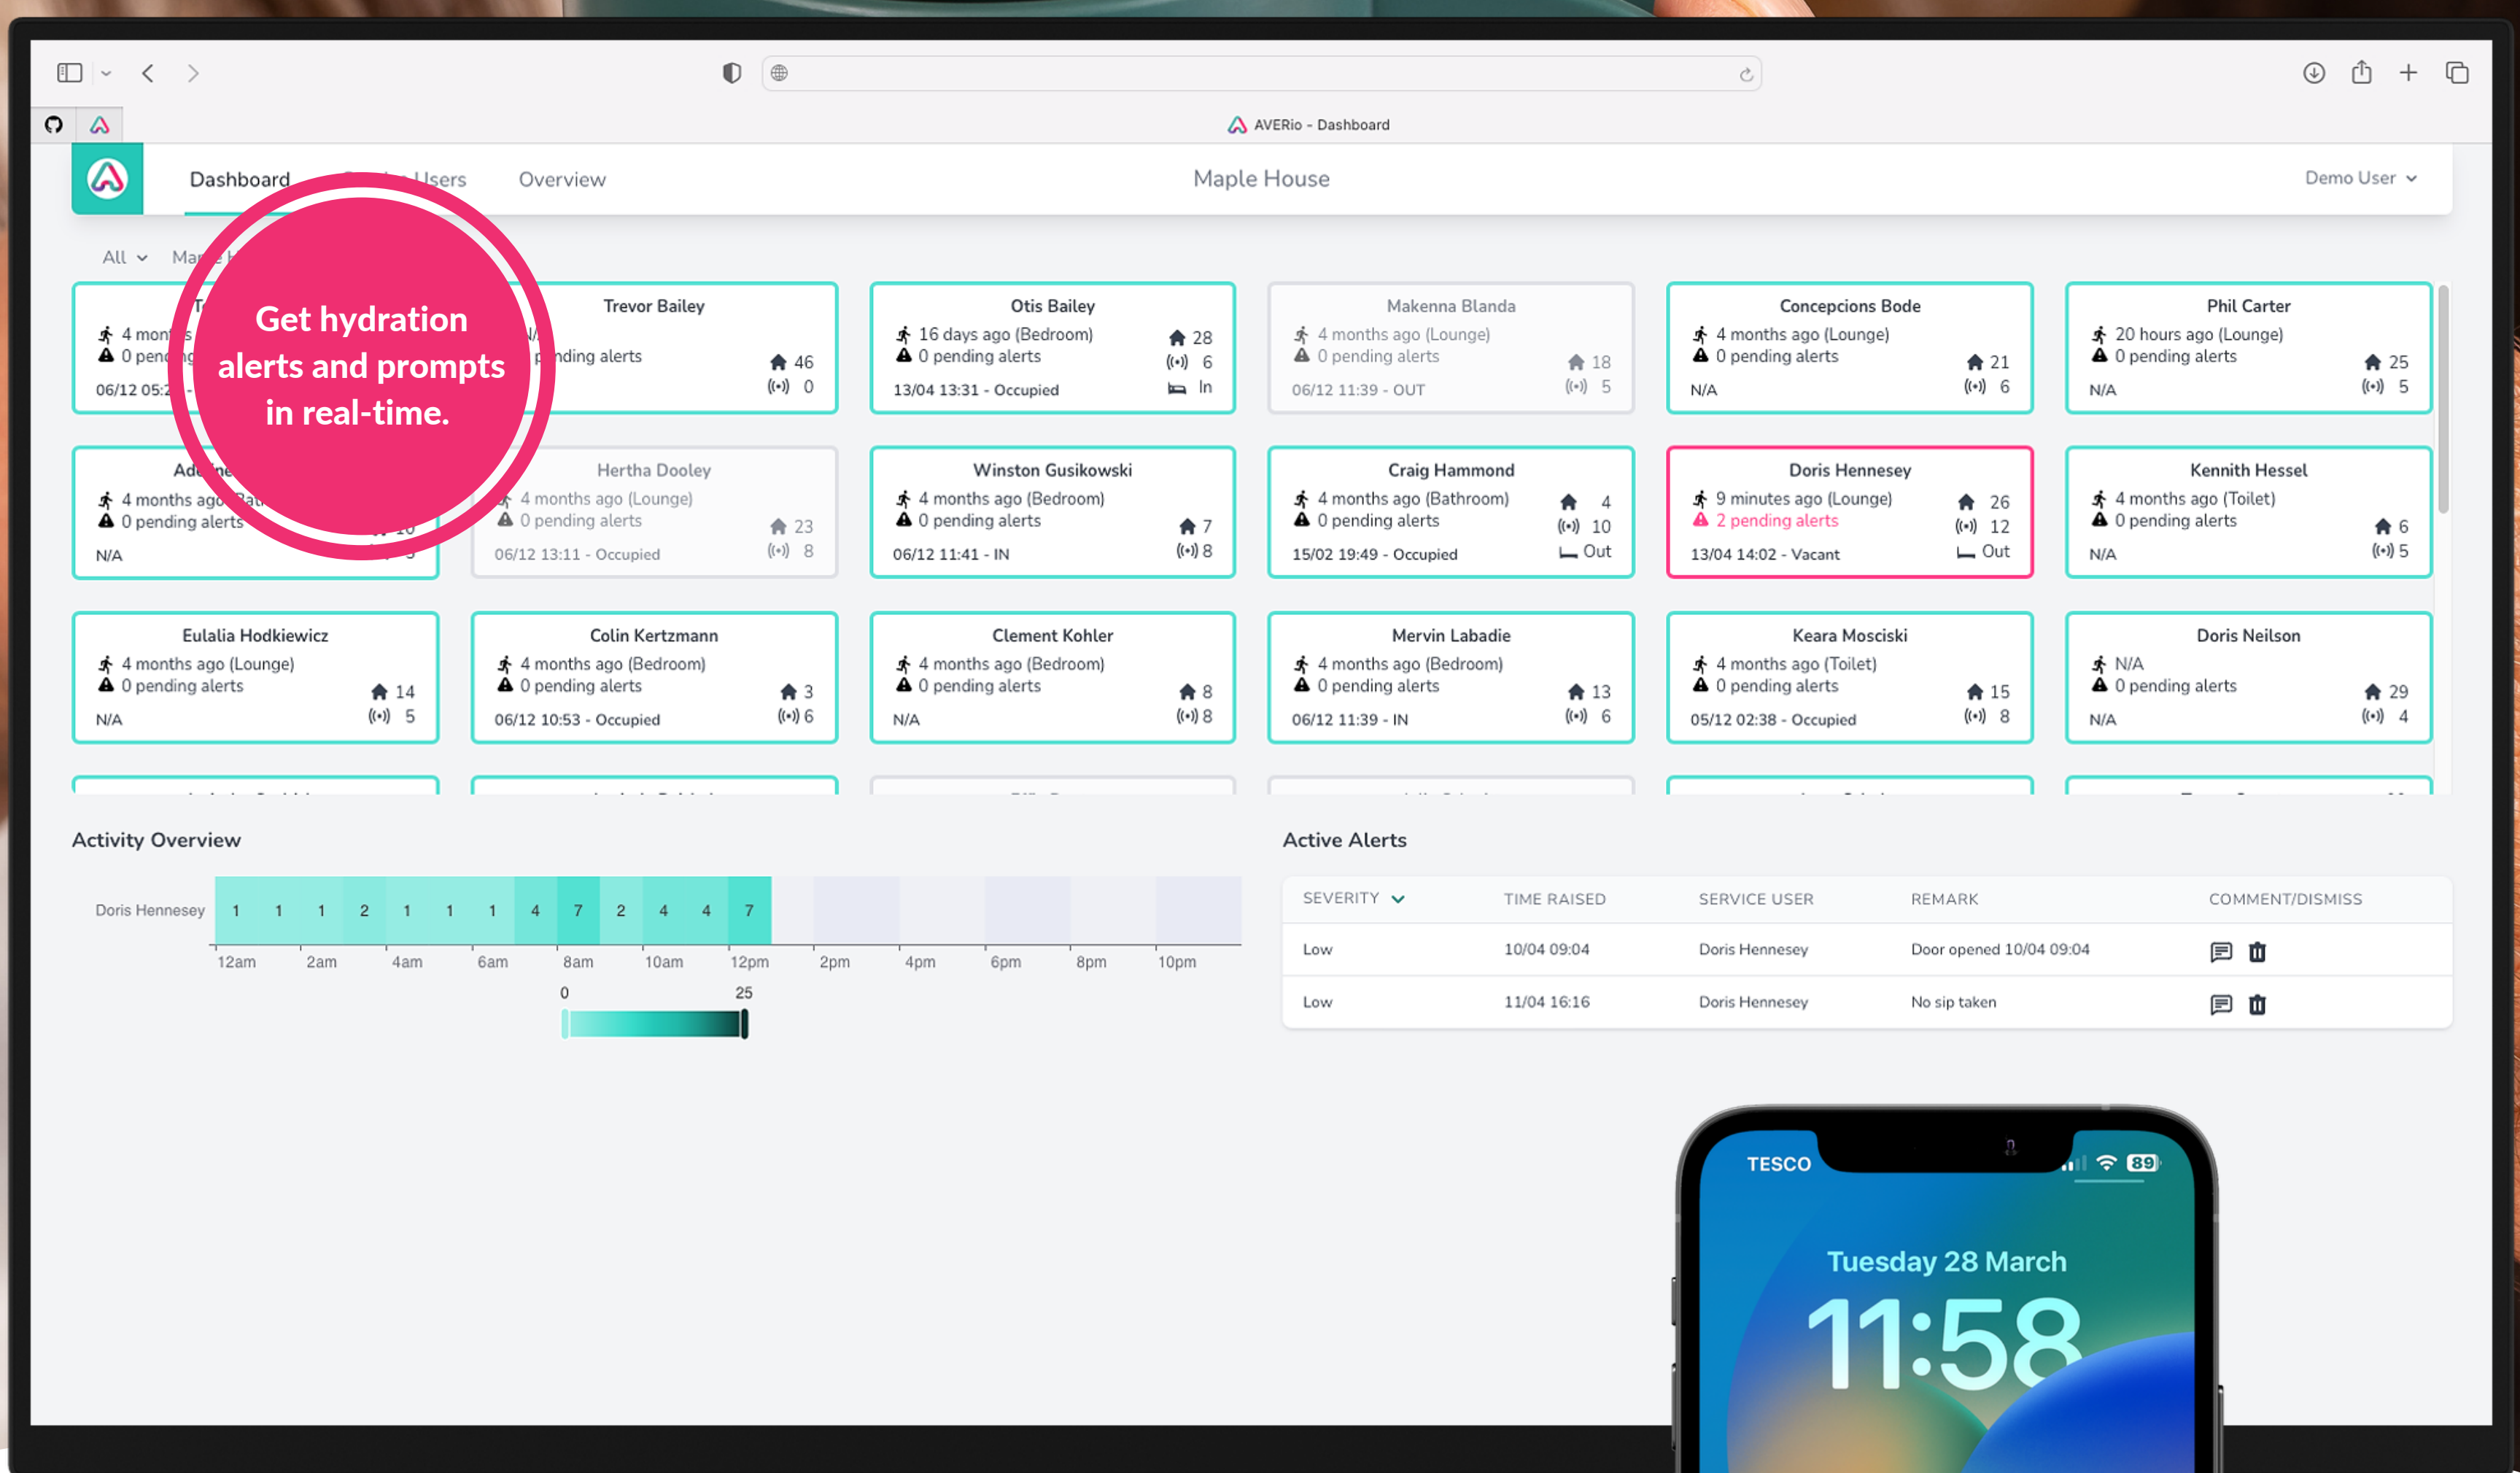 AVERio - Dashboard
Dashboard Users Overview Maple House Demo User
All
Get hydration
alerts and prompts
in real-time.
4 months
0 pending
06/12
Trevor Bailey
pending alerts
46
0
Otis Bailey
16 days ago (Bedroom)
28
0 pending alerts
6
13/04 13:31 - Occupied
In
Makenna Blanda
4 months ago (Lounge)
0 pending alerts
18
06/12 11:39 - OUT
5
Concepcions Bode
4 months ago (Lounge)
0 pending alerts
21
N/A
6
Phil Carter
20 hours ago (Lounge)
0 pending alerts
25
N/A
5
4 months ago
0 pending alerts
N/A
Hertha Dooley
4 months ago (Lounge)
0 pending alerts
23
06/12 13:11 - Occupied
8
Winston Gusikowski
4 months ago (Bedroom)
0 pending alerts
7
06/12 11:41 - IN
8
Craig Hammond
4 months ago (Bathroom)
4
0 pending alerts
10
15/02 19:49 - Occupied
Out
Doris Hennesey
9 minutes ago (Lounge)
26
2 pending alerts
12
13/04 14:02 - Vacant
Out
Kennith Hessel
4 months ago (Toilet)
0 pending alerts
6
N/A
5
Eulalia Hodkiewicz
4 months ago (Lounge)
0 pending alerts
14
N/A
5
Colin Kertzmann
4 months ago (Bedroom)
0 pending alerts
3
06/12 10:53 - Occupied
6
Clement Kohler
4 months ago (Bedroom)
0 pending alerts
8
N/A
8
Mervin Labadie
4 months ago (Bedroom)
0 pending alerts
13
06/12 11:39 - IN
6
Keara Mosciski
4 months ago (Toilet)
0 pending alerts
15
05/12 02:38 - Occupied
8
Doris Neilson
N/A
0 pending alerts
29
N/A
4
Activity Overview
Doris Hennesey 1 1 1 2 1 1 1 4 7 2 4 4 7
12am 2am 4am 6am 8am 10am 12pm 2pm 4pm 6pm 8pm 10pm
0 25
Active Alerts
SEVERITY TIME RAISED SERVICE USER REMARK COMMENT/DISMISS
Low 10/04 09:04 Doris Hennesey Door opened 10/04 09:04
Low 11/04 16:16 Doris Hennesey No sip taken
TESCO 89
Tuesday 28 March
11:58